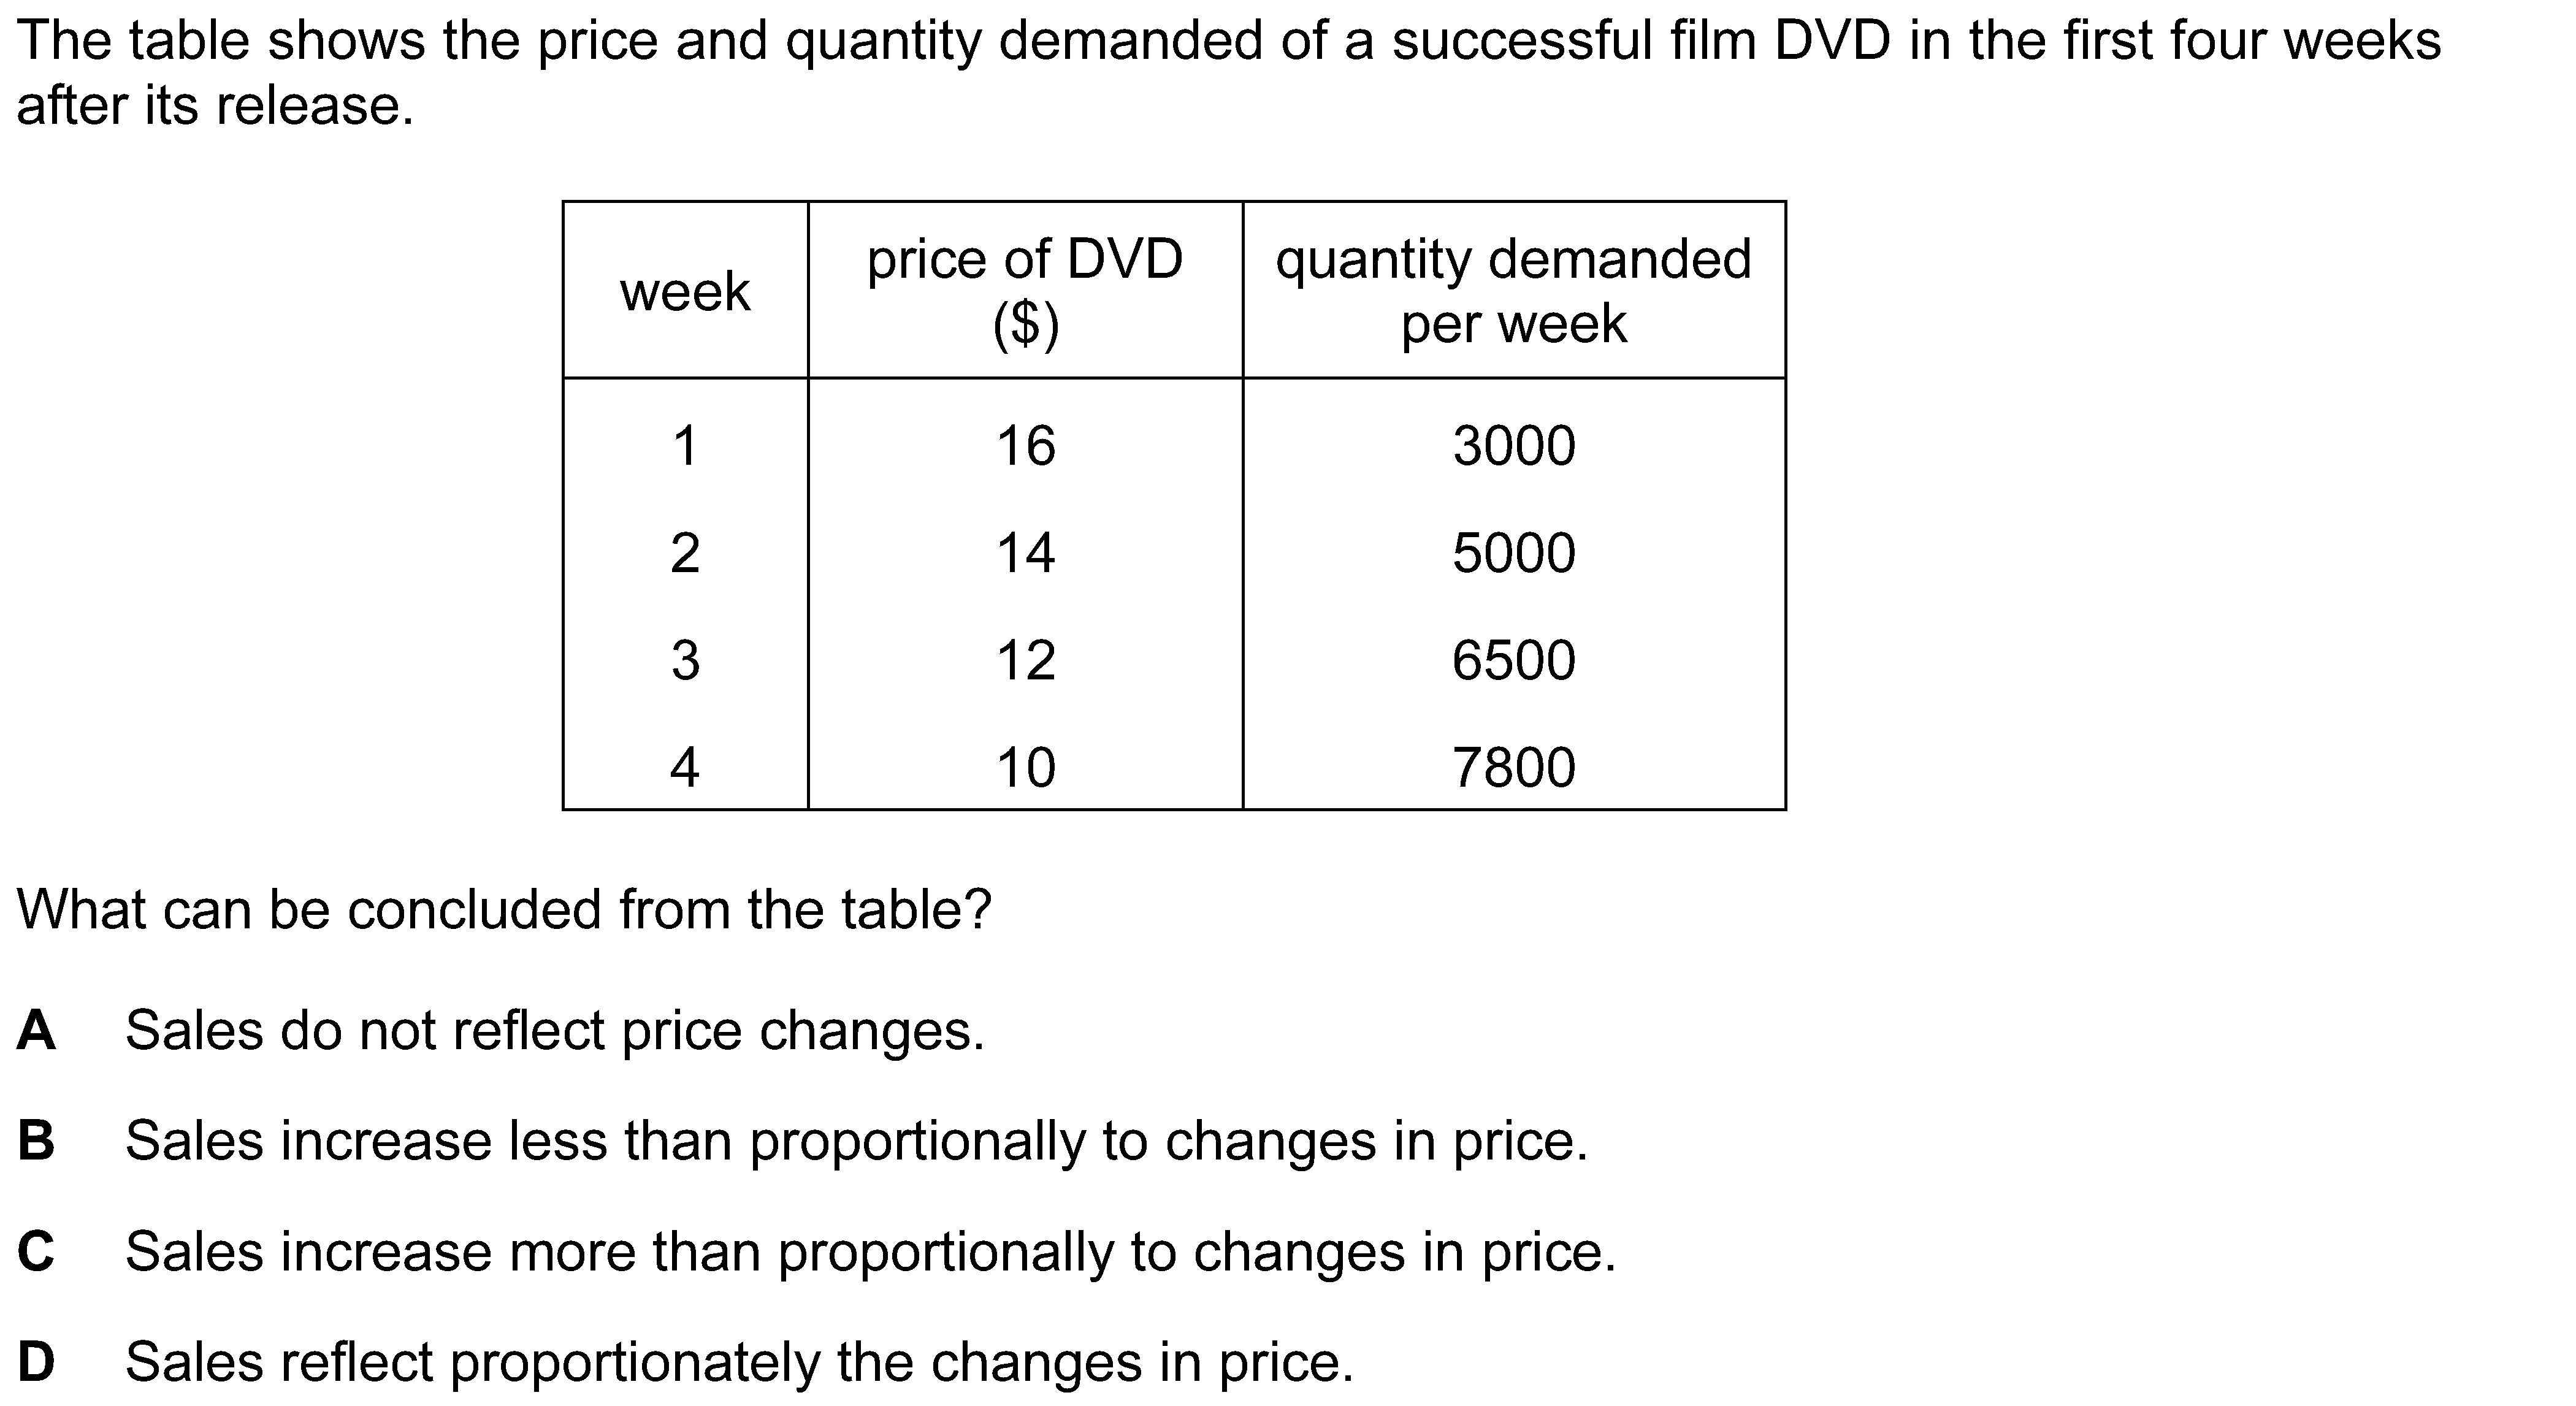 The table shows the price and quantity demanded of a successful film DVD in the first four weeks
after its release.
week
price of DVD
($)
quantity demanded
per week
1 16 3000
2 14 5000
3 12 6500
4 10 7800
What can be concluded from the table?
A Sales do not reflect price changes.
B Sales increase less than proportionally to changes in price.
C Sales increase more than proportionally to changes in price.
D Sales reflect proportionately the changes in price.